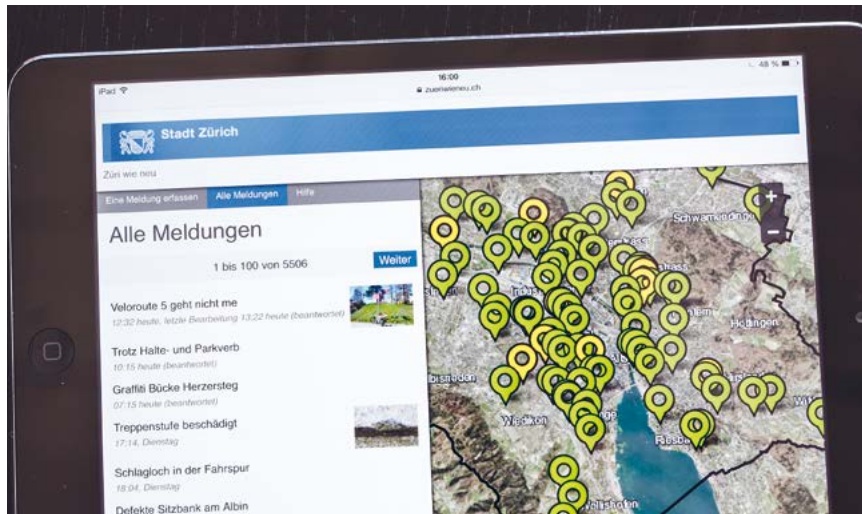 iPad
16:00
48 %
zueriwieneu.ch
Stadt Zürich
Züri wie neu
Eine Meldung erfassen Alle Meldungen Hilfe
Alle Meldungen
1 bis 100 von 5506 Weiter
Veloroute 5 geht nicht me
12:32 heute, letzte Bearbeitung 13:22 heute (beantwortet)
Trotz Halte- und Parkverb
10:15 heute (beantwortet)
Graffiti Bücke Herzersteg
07:15 heute (beantwortet)
Treppenstufe beschädigt
17:14, Dienstag
Schlagloch in der Fahrspur
18:04, Dienstag
Defekte Sitzbank am Albin
+
−
Schwamendingen
Hottingen
Wiedikon
Riesba
Wollishofen